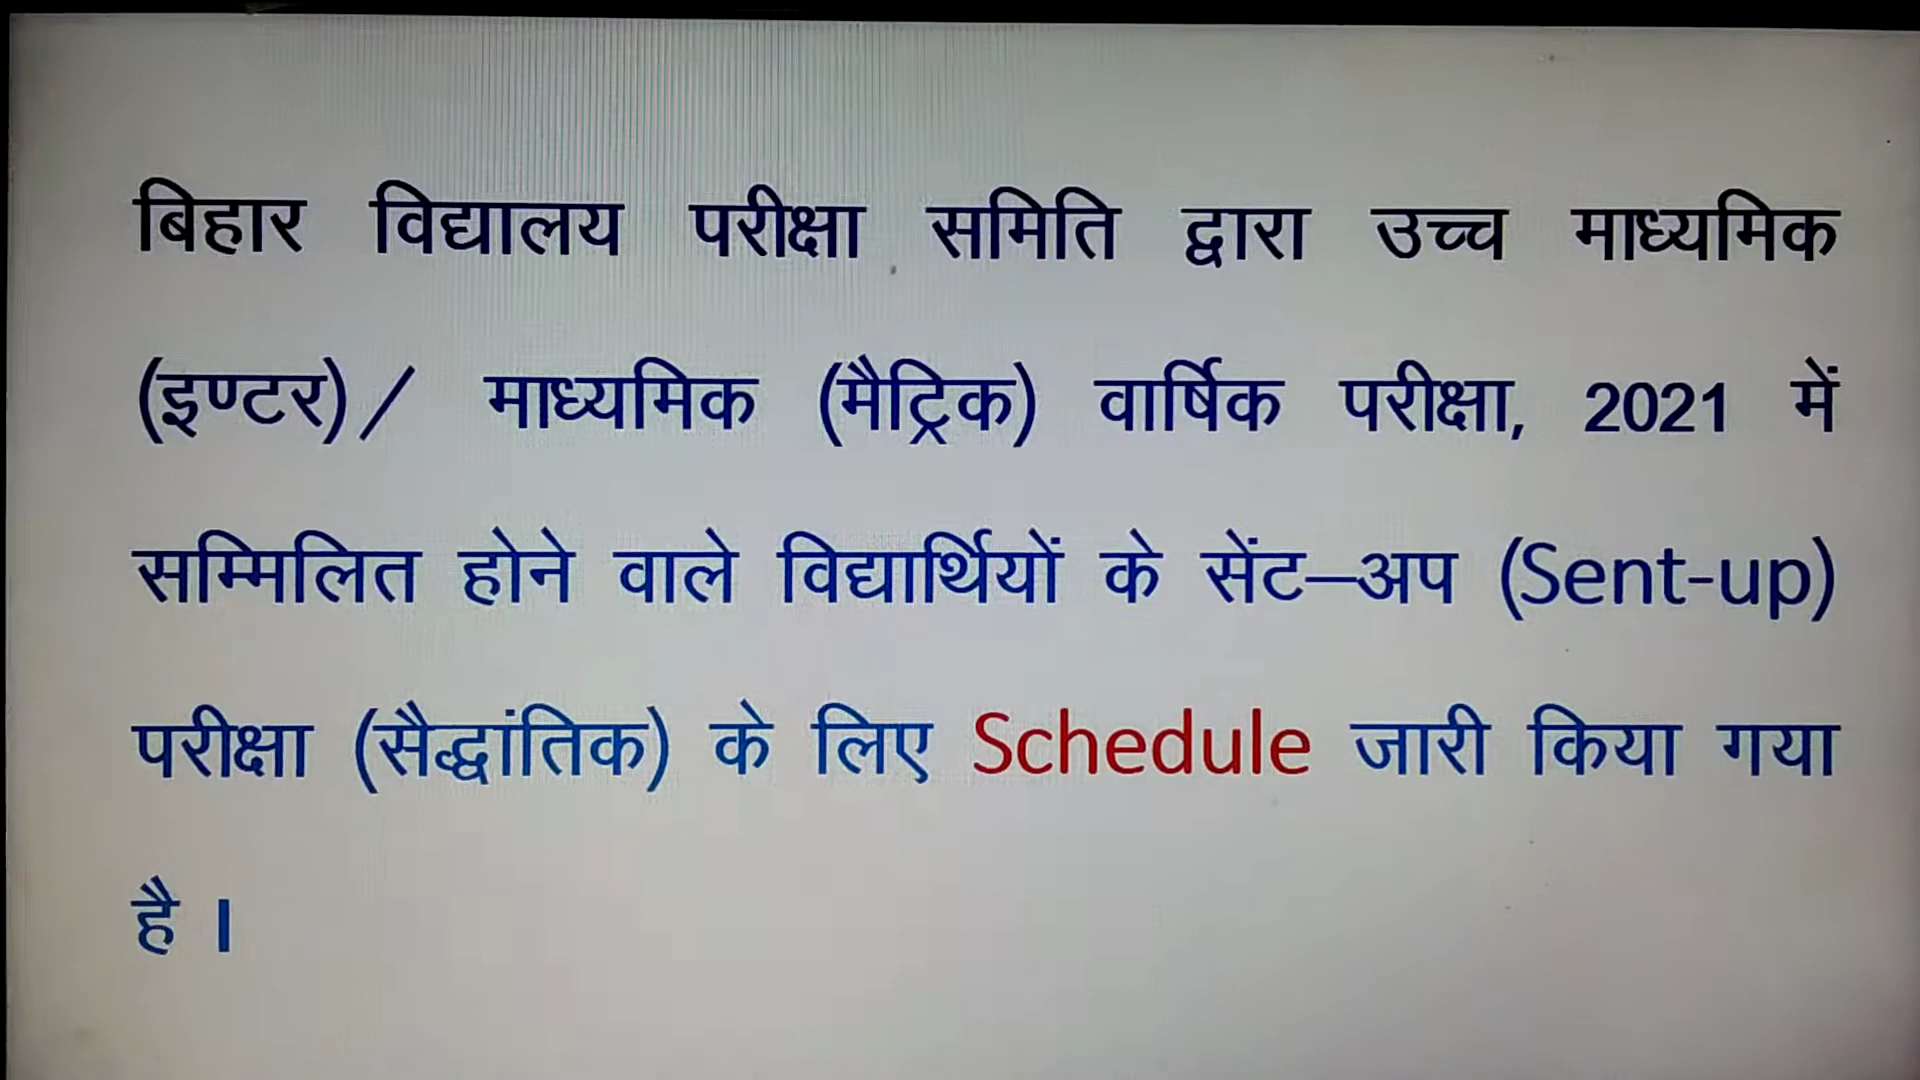 बिहार विद्यालय परीक्षा समिति द्वारा उच्च माध्यमिक
(इण्टर)/ माध्यमिक (मैट्रिक) वार्षिक परीक्षा, 2021 में
सम्मिलित होने वाले विद्यार्थियों के सेंट–अप (Sent-up)
परीक्षा (सैद्धांतिक) के लिए Schedule जारी किया गया
है ।